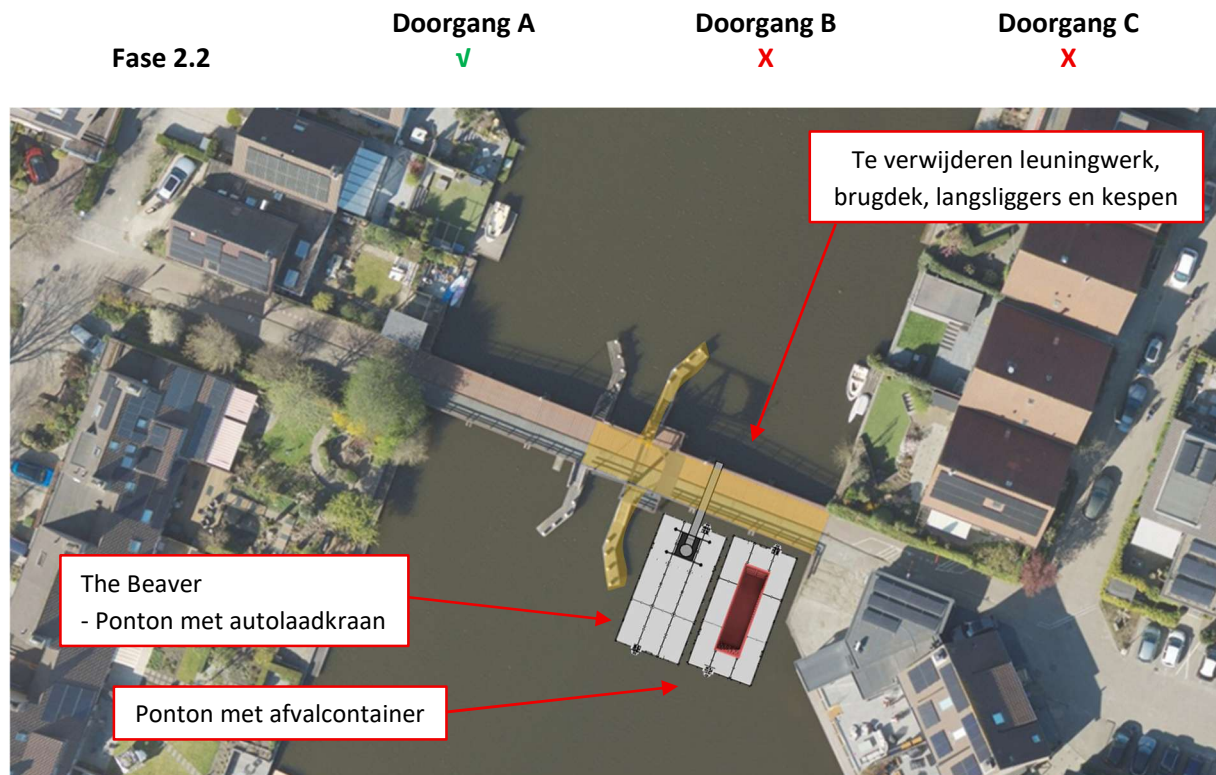 Doorgang A Doorgang B Doorgang C
Fase 2.2 √ X X
Te verwijderen leuningwerk,
brugdek, langsliggers en kespen
The Beaver
- Ponton met autolaadkraan
Ponton met afvalcontainer